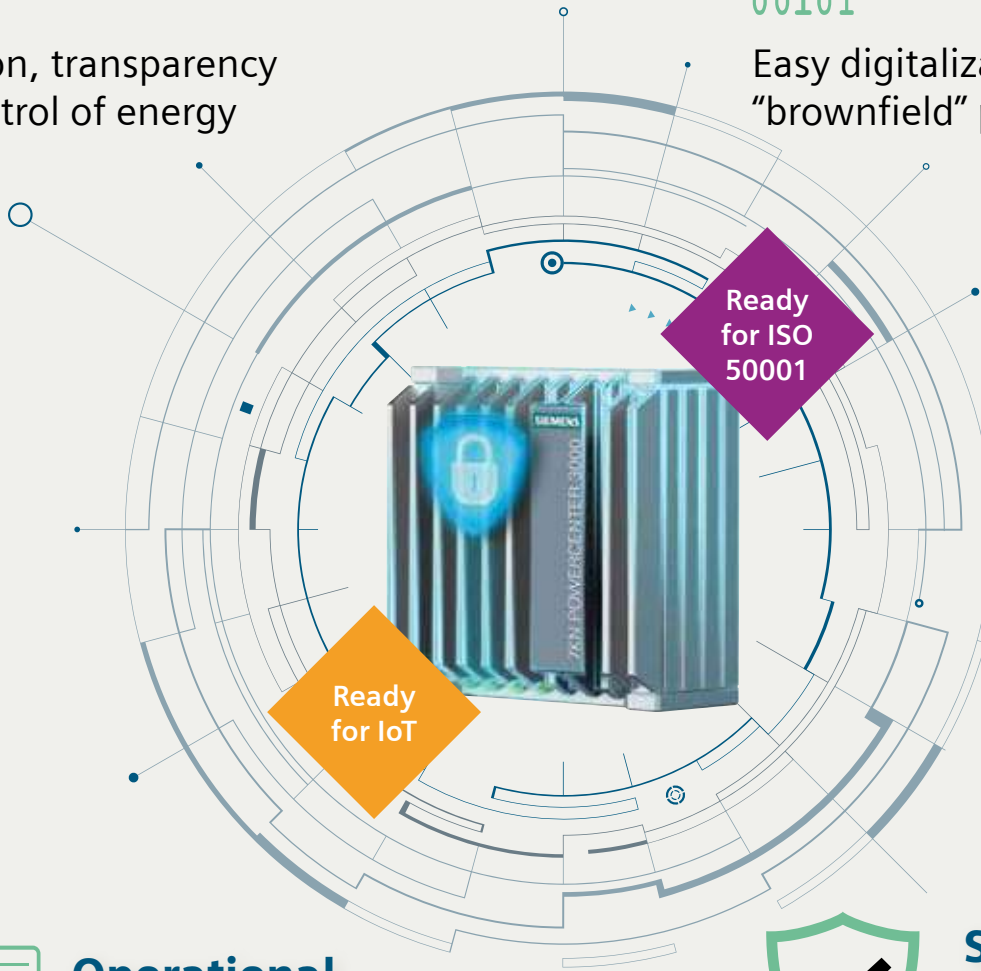 00101
on, transparency
trol of energy
Easy digitaliza
“brownfield” p
Ready
for ISO
50001
SIEMENS
7KN POWERCENTER 3000
Ready
for IoT
Operational
S